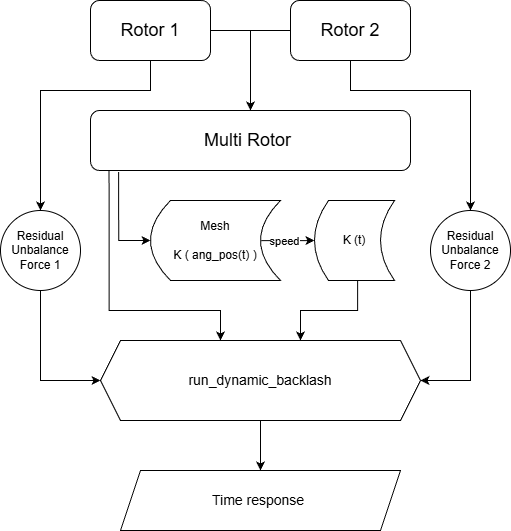 Rotor 1
Rotor 2
Multi Rotor
Residual
Unbalance
Force 1
Mesh
K ( ang_pos(t) )
speed
K (t)
Residual
Unbalance
Force 2
run_dynamic_backlash
Time response